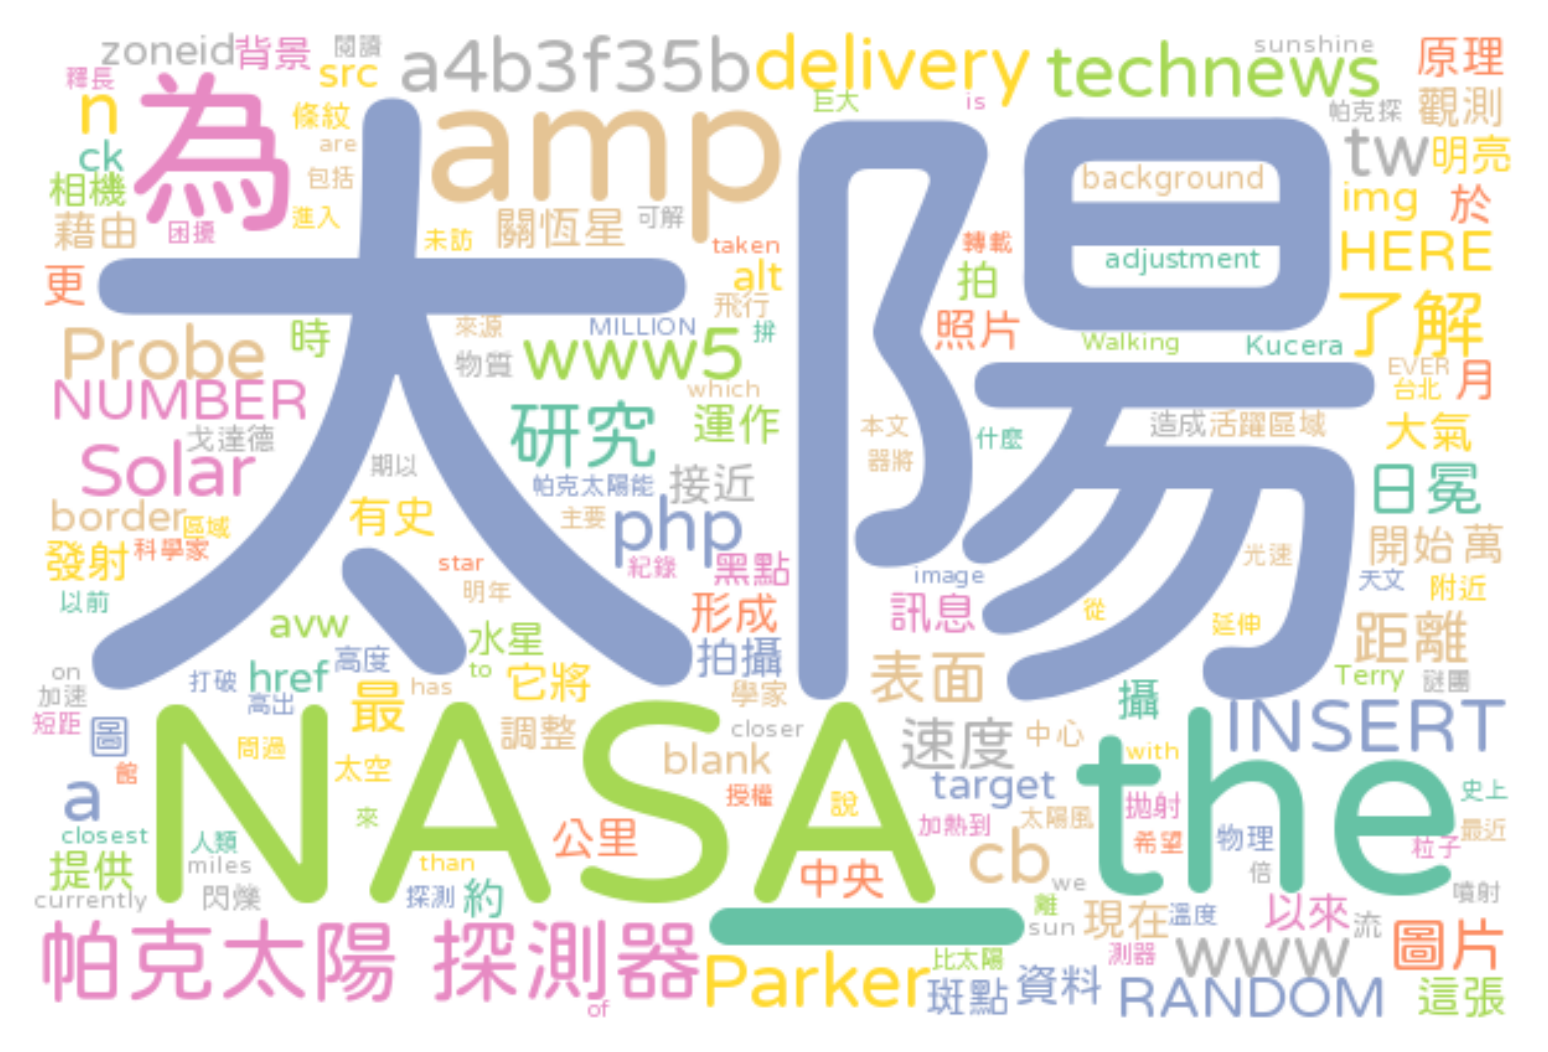 zoneid 背景 閱讀 a4b3f35b delivery technews sunshine 原理
釋長 src 巨大 is 帕克探 觀測
n 為 條紋 amp tw 明亮
ck are background
相機 包括 img 於
藉由 困擾 進入 未訪 關恆星 可解 taken 轉載 adjustment HERE
更 alt 拍
太陽
Probe 時 來源 飛行 MILLION 拚 照片 Walking Kucera 了解
物質 www5 EVER 月
NUMBER which 台北
戈達德 研究 運作 本文 什麼 造成 活躍區域 大氣
Solar 期以 帕克太陽能 接近 器將 日冕
border 區域 有史 主要 php
發射 科學家 star 紀錄 黑點 image 光速 開始 萬
以前 明年 天文 附近
avw 水星 形成 訊息 從 延伸 距離
on 打破 href 高度 to 它將 拍攝 表面 Terry 謎團
加速 高出 最 has 學家 攝
短距 圖 問過 調整 closer 速度 中心 INSERT
館 太空 blank with
a NASA 授權 說 target the 拋射 史上
closest 人類 來 公里 加熱到 太陽風 希望 物理 最近
提供 miles than 中央 cb 粒子
currently 閃爍 探測 約 we 倍 噴射
_ 離 sun 現在 溫度 以來 流
帕克太陽 探測器 Parker 比太陽 測器 www 圖片
of 斑點 資料 RANDOM 這張